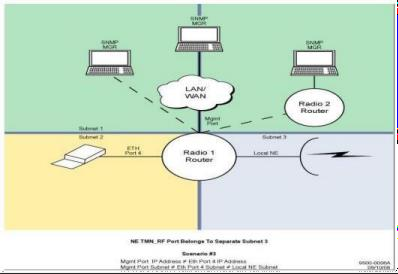 SNMP
MGR
SNMP
MGR
SNMP
MGR
LAN/
WAN
Radio 2
Router
Mgmt
Port
Subnet 1
Subnet 2
Subnet 3
ETH
Port 4
Radio 1
Router
Local NE
NE TMN_RF Port Belongs To Separate Subnet 3
Scenario #3
Mgmt Port IP Address ≠ Eth Port 4 IP Address
Mgmt Port Subnet ≠ Eth Port 4 Subnet ≠ Local NE Subnet